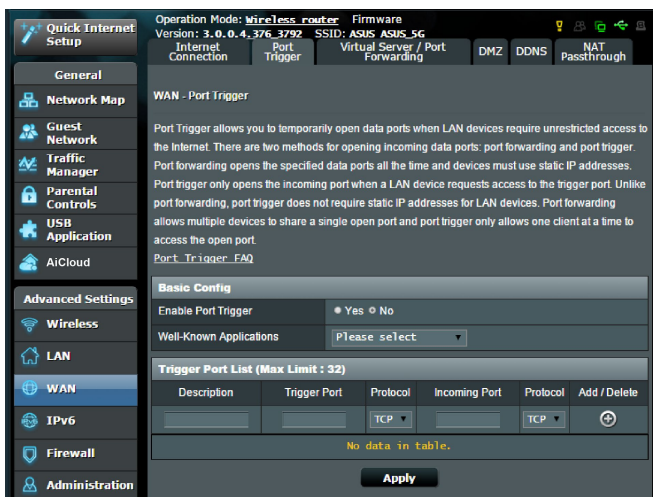 Quick Internet
Setup
General
Network Map
Guest
Network
Traffic
Manager
Parental
Controls
USB
Application
AiCloud
Advanced Settings
Wireless
LAN
WAN
IPv6
Firewall
Administration
Operation Mode: Wireless router Firmware
Version: 3.0.0.4.376_3792 SSID: ASUS ASUS_5G
Internet
Connection
Port
Trigger
Virtual Server / Port
Forwarding
DMZ
DDNS
NAT
Passthrough
WAN - Port Trigger
Port Trigger allows you to temporarily open data ports when LAN devices require unrestricted access to
the Internet. There are two methods for opening incoming data ports: port forwarding and port trigger.
Port forwarding opens the specified data ports all the time and devices must use static IP addresses.
Port trigger only opens the incoming port when a LAN device requests access to the trigger port. Unlike
port forwarding, port trigger does not require static IP addresses for LAN devices. Port forwarding
allows multiple devices to share a single open port and port trigger only allows one client at a time to
access the open port.
Port Trigger FAQ
Basic Config
Enable Port Trigger Yes No
Well-Known Applications Please select
Trigger Port List (Max Limit : 32)
Description Trigger Port Protocol Incoming Port Protocol Add / Delete
TCP TCP
No data in table.
Apply